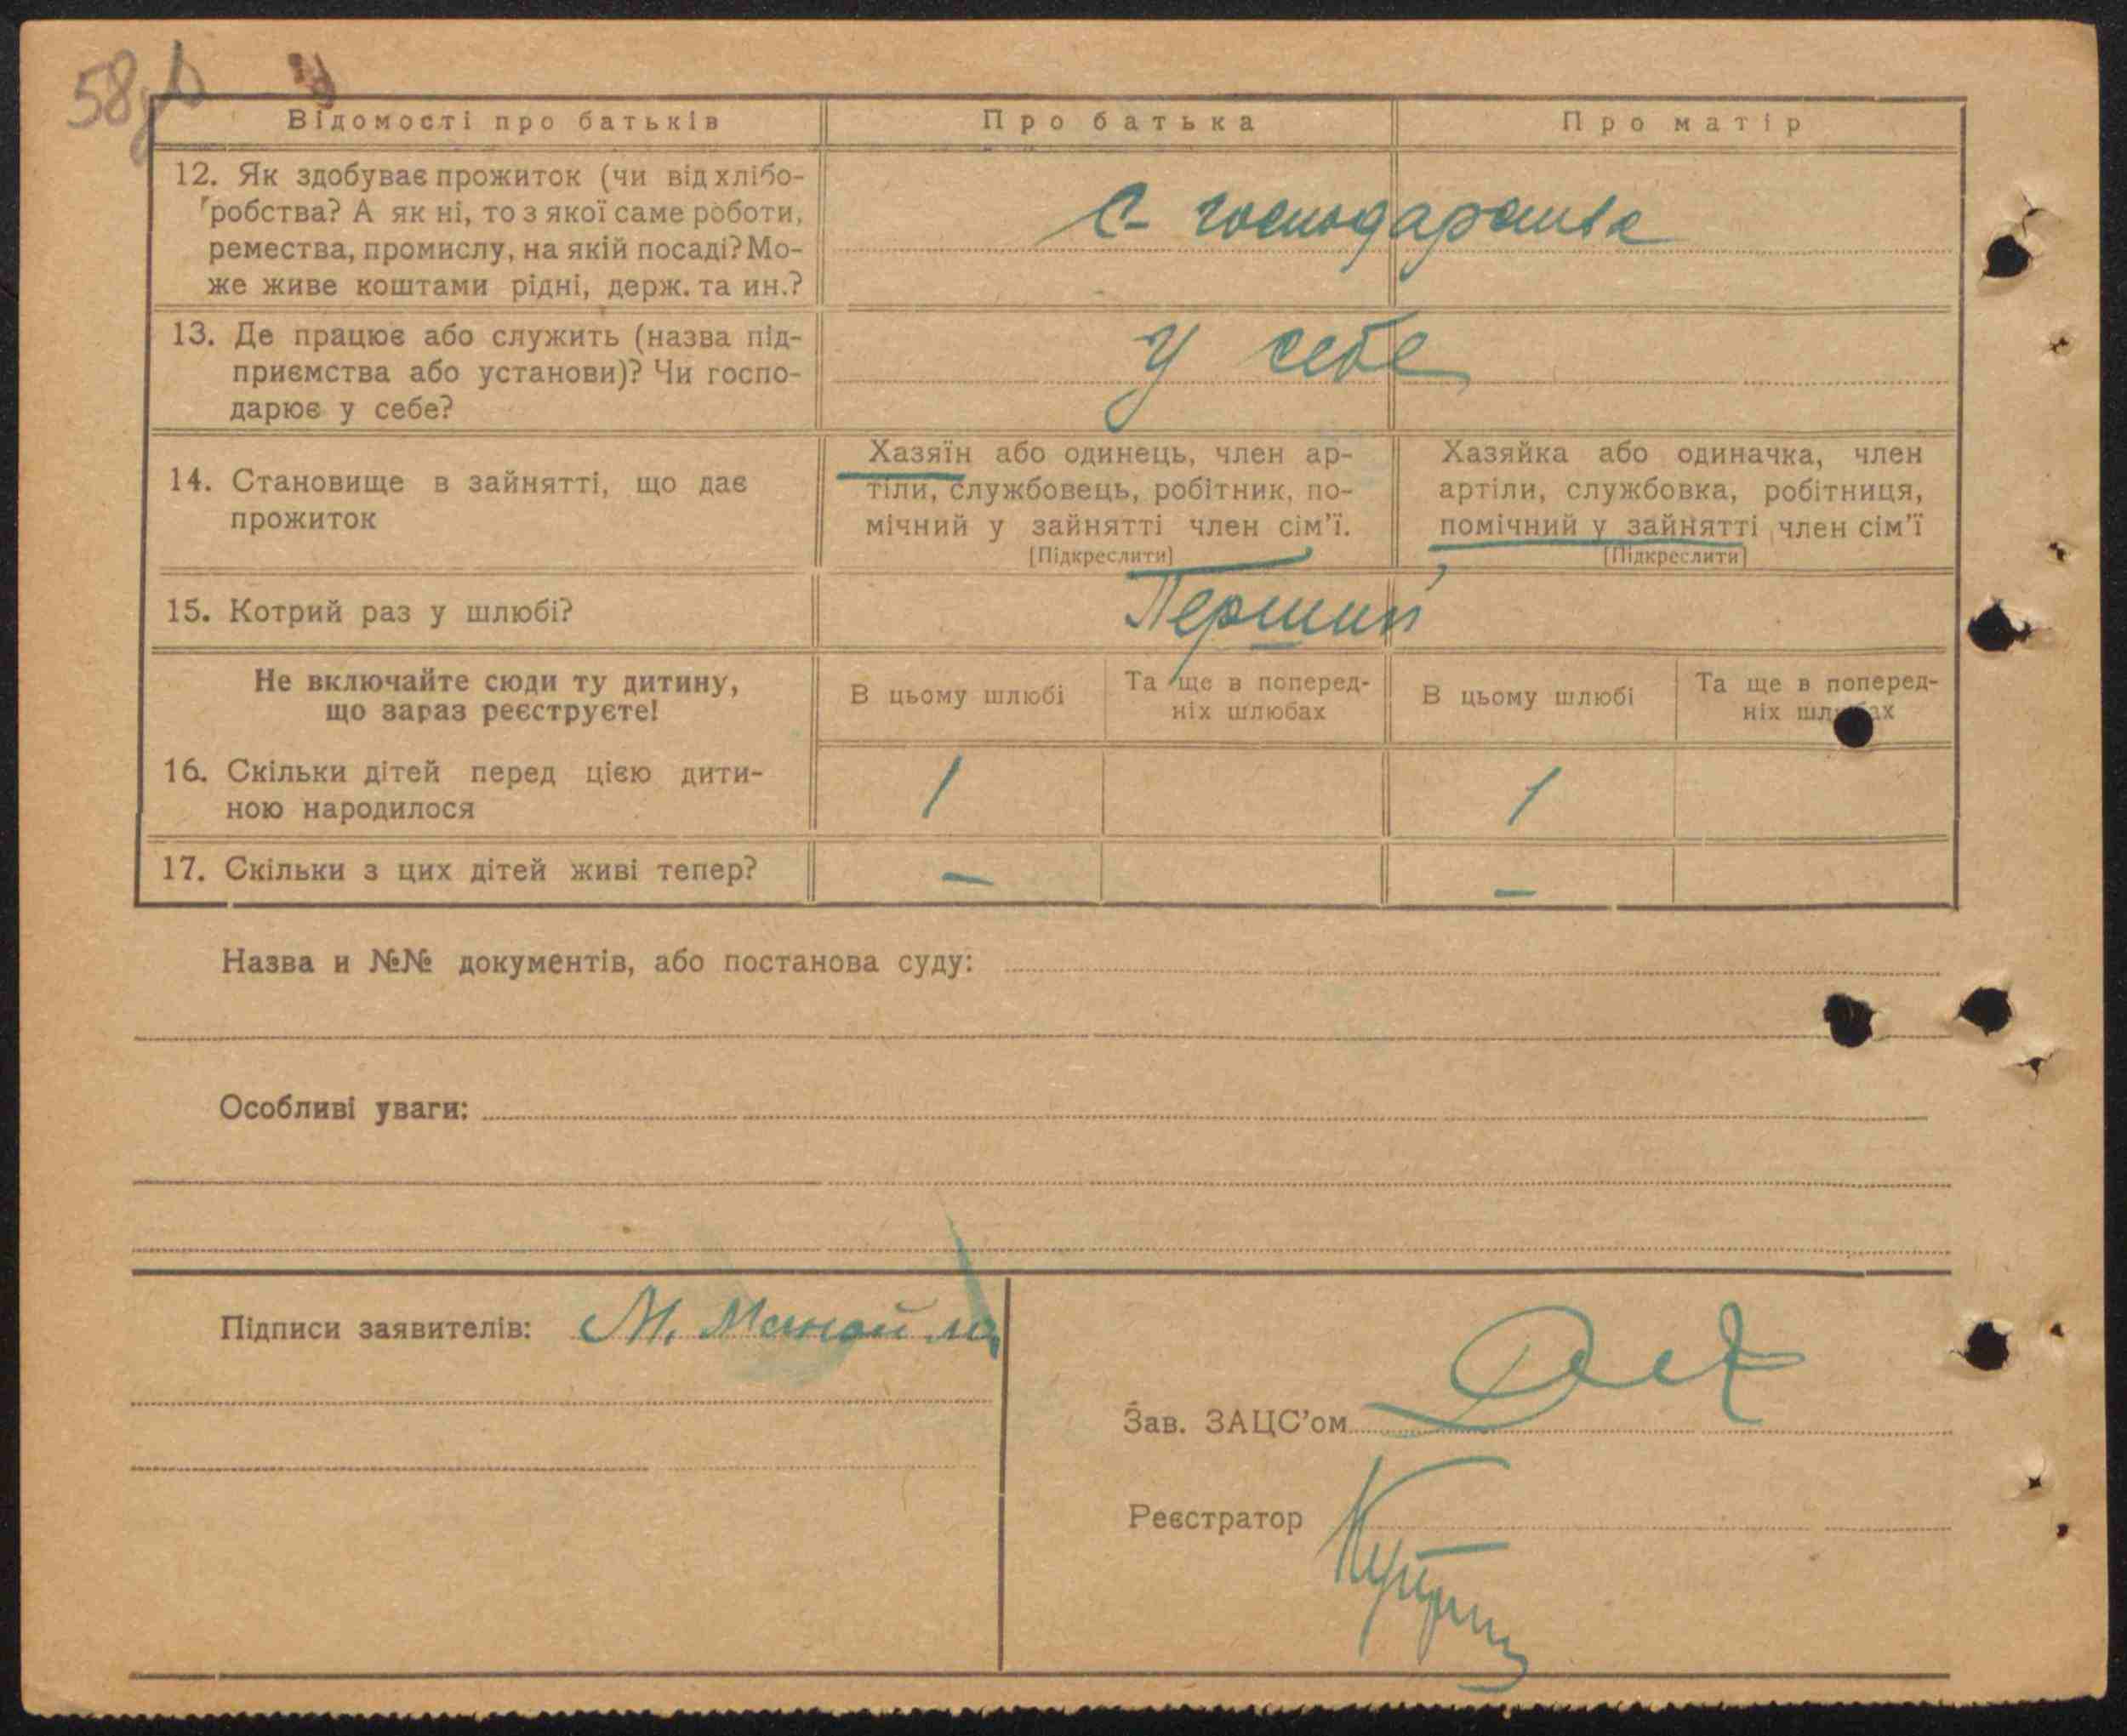 58
Відомості про батьків
Про батька
Про матір
12. Як здобуває прожиток (чи від хлібо-
робства? А як ні, то з якої саме роботи,
ремества, промислу, на якій посаді? Мо-
же живе коштами рідні, держ. та ин.?
С-господарства
13. Де працює або служить (назва під-
приємства або установи)? Чи госпо-
дарює у себе?
У себе
14. Становище в зайнятті, що дає
прожиток
Хазяїн або одинець, член ар-
тіли, службовець, робітник, по-
мічний у зайнятті член сім'ї.
[Підкреслити]
Хазяйка або одиначка, член
артіли, службовка, робітниця,
помічний у зайнятті член сім'ї
[Підкреслити]
15. Котрий раз у шлюбі?
Перший
Не включайте сюди ту дитину,
що зараз реєструєте!
В цьому шлюбі
Та ще в поперед-
ніх шлюбах
В цьому шлюбі
Та ще в поперед-
ніх шлюбах
16. Скільки дітей перед цією дити-
ною народилося
1
1
17. Скільки з цих дітей живі тепер?
–
–
Назва и №№ документів, або постанова суду:
Особливі уваги:
Підписи заявителів: М. Манойло
Зав. ЗАЦС'ом
Реєстратор